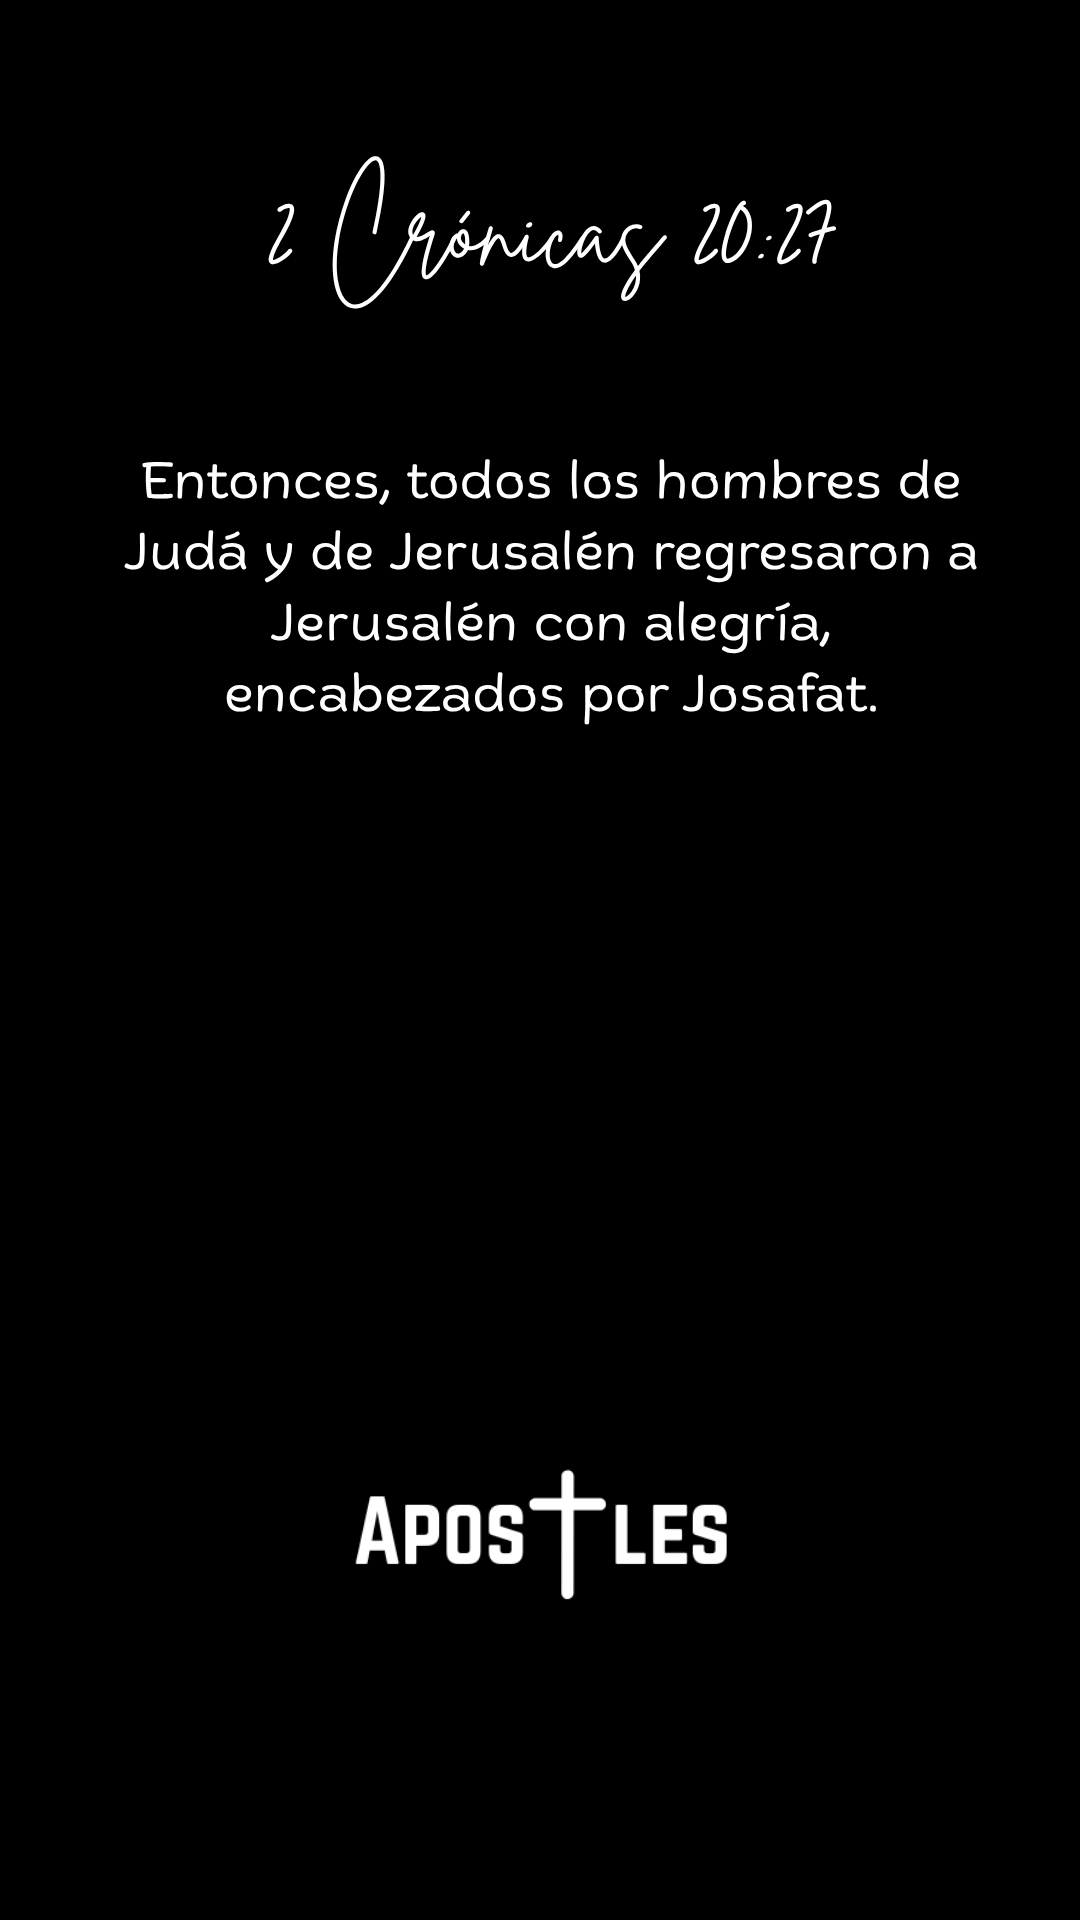 2 Crónicas 20:27
Entonces, todos los hombres de
Judá y de Jerusalén regresaron a
Jerusalén con alegría,
encabezados por Josafat.
APOSTLES